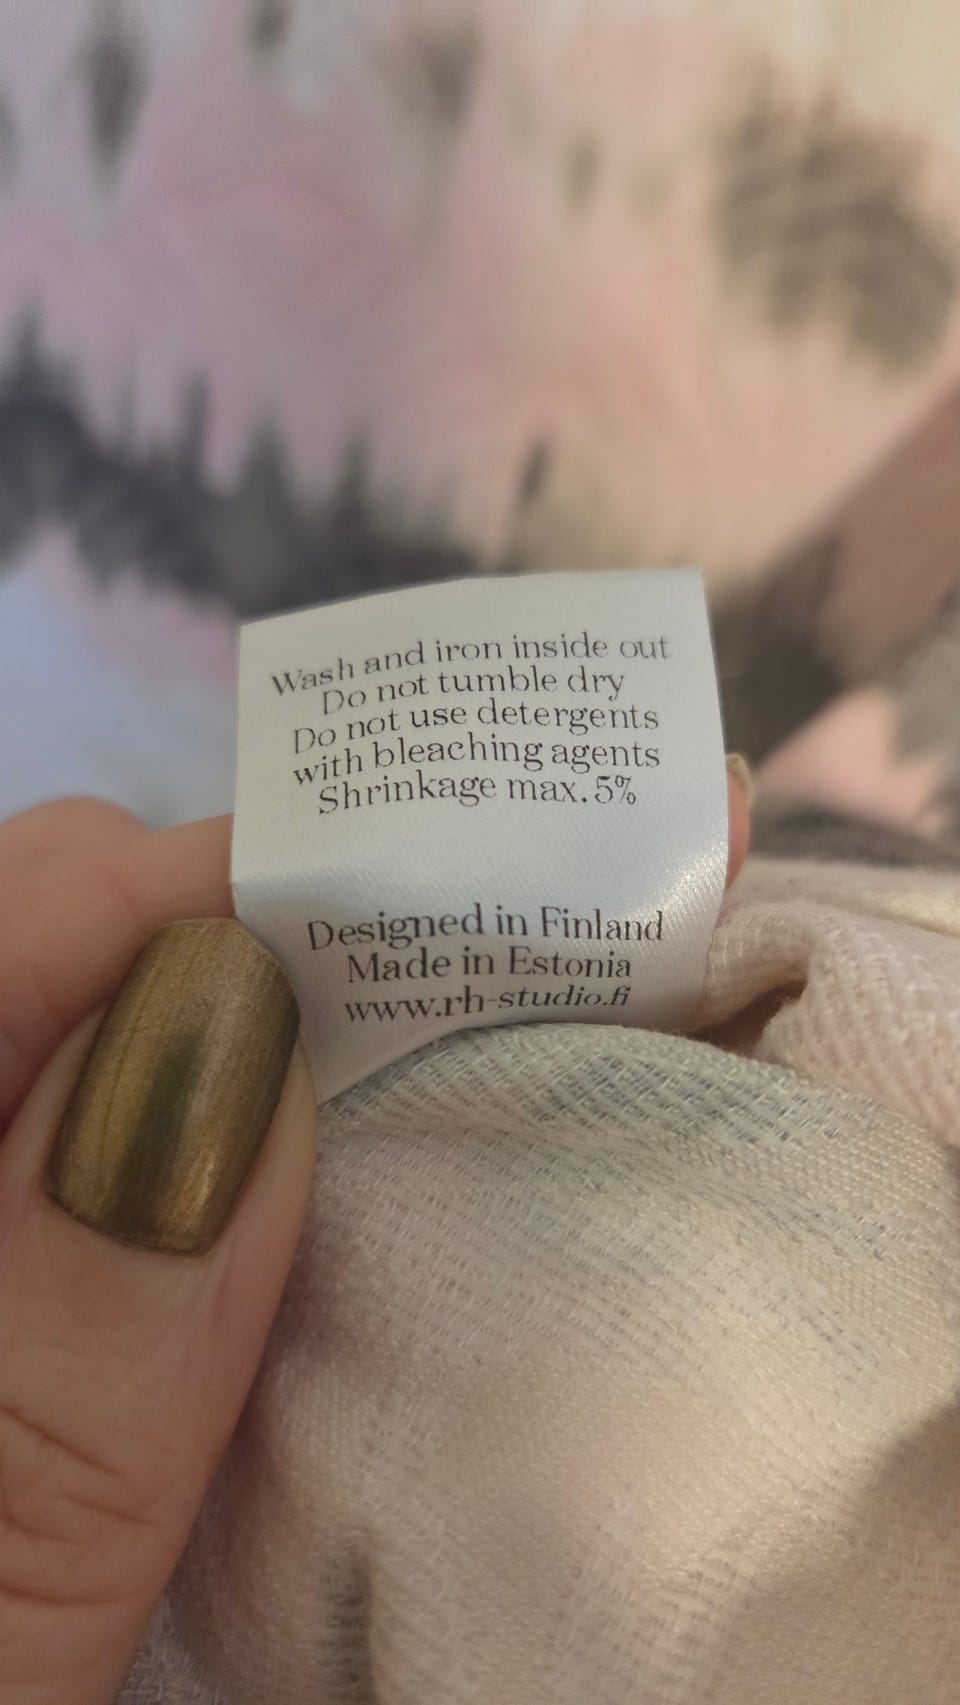 Wash and iron inside out
Do not tumble dry
Do not use detergents
with bleaching agents
Shrinkage max. 5%
Designed in Finland
Made in Estonia
www.rh-studio.fi